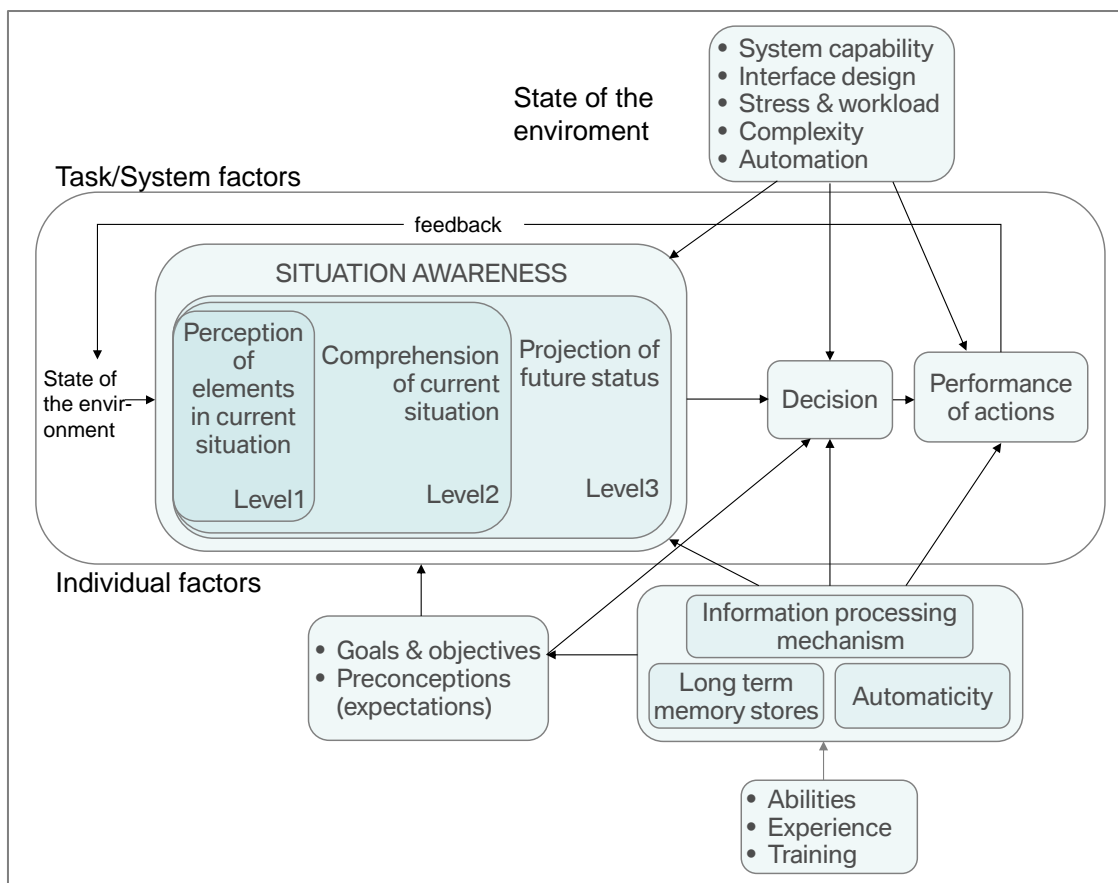 • System capability
• Interface design
• Stress & workload
• Complexity
• Automation
State of the
enviroment
Task/System factors
feedback
SITUATION AWARENESS
Perception
of
elements
in current
situation
Level1
Comprehension
of current
situation
Level2
Projection of
future status
Level3
State of
the envir-
onment
Decision
Performance
of actions
Individual factors
• Goals & objectives
• Preconceptions
(expectations)
Information processing
mechanism
Long term
memory stores
Automaticity
• Abilities
• Experience
• Training